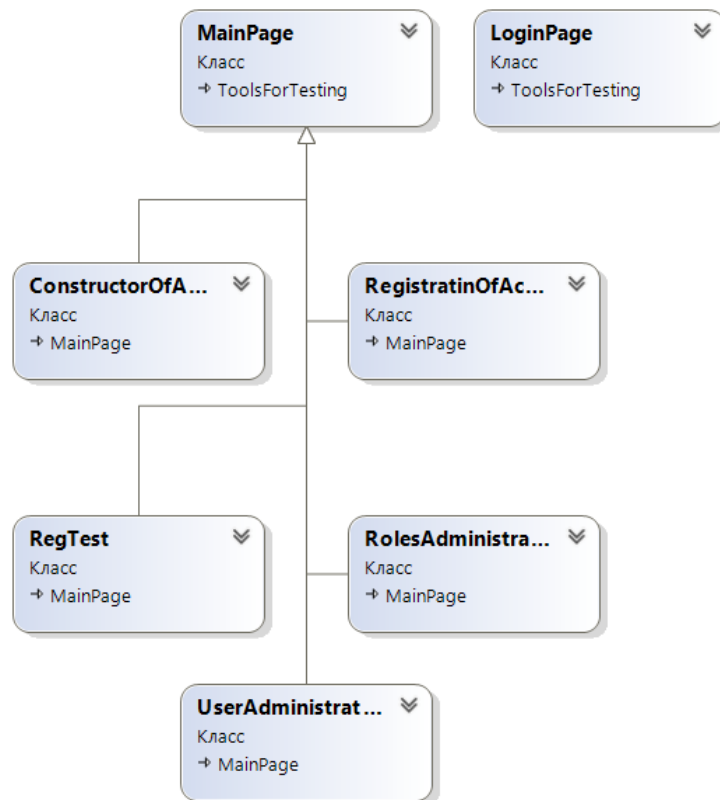 MainPage
Класс
ToolsForTesting
LoginPage
Класс
ToolsForTesting
ConstructorOfA...
Класс
MainPage
RegistratinOfAc...
Класс
MainPage
RegTest
Класс
MainPage
RolesAdministra...
Класс
MainPage
UserAdministrat...
Класс
MainPage